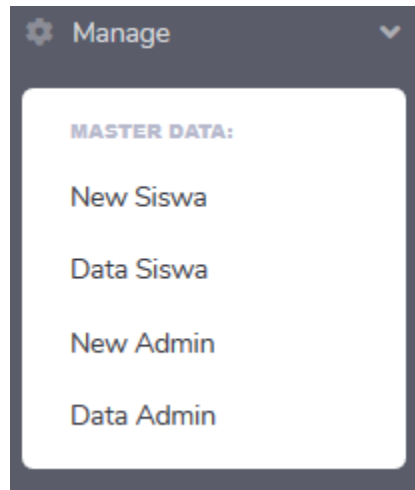 Manage
MASTER DATA:
New Siswa
Data Siswa
New Admin
Data Admin